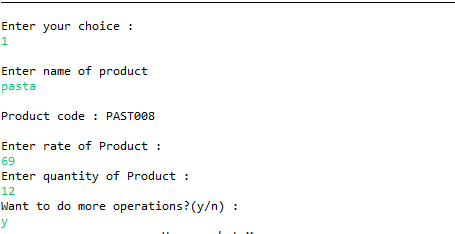 Enter your choice :
1
Enter name of product
pasta
Product code : PAST008
Enter rate of Product :
69
Enter quantity of Product :
12
Want to do more operations?(y/n) :
y